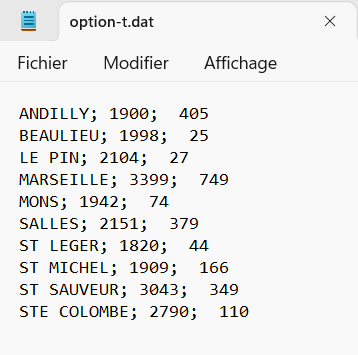 option-t.dat
Fichier Modifier Affichage
ANDILLY; 1900;  405
BEAULIEU; 1998;  25
LE PIN; 2104;  27
MARSEILLE; 3399;  749
MONS; 1942;  74
SALLES; 2151;  379
ST LEGER; 1820;  44
ST MICHEL; 1909;  166
ST SAUVEUR; 3043;  349
STE COLOMBE; 2790;  110